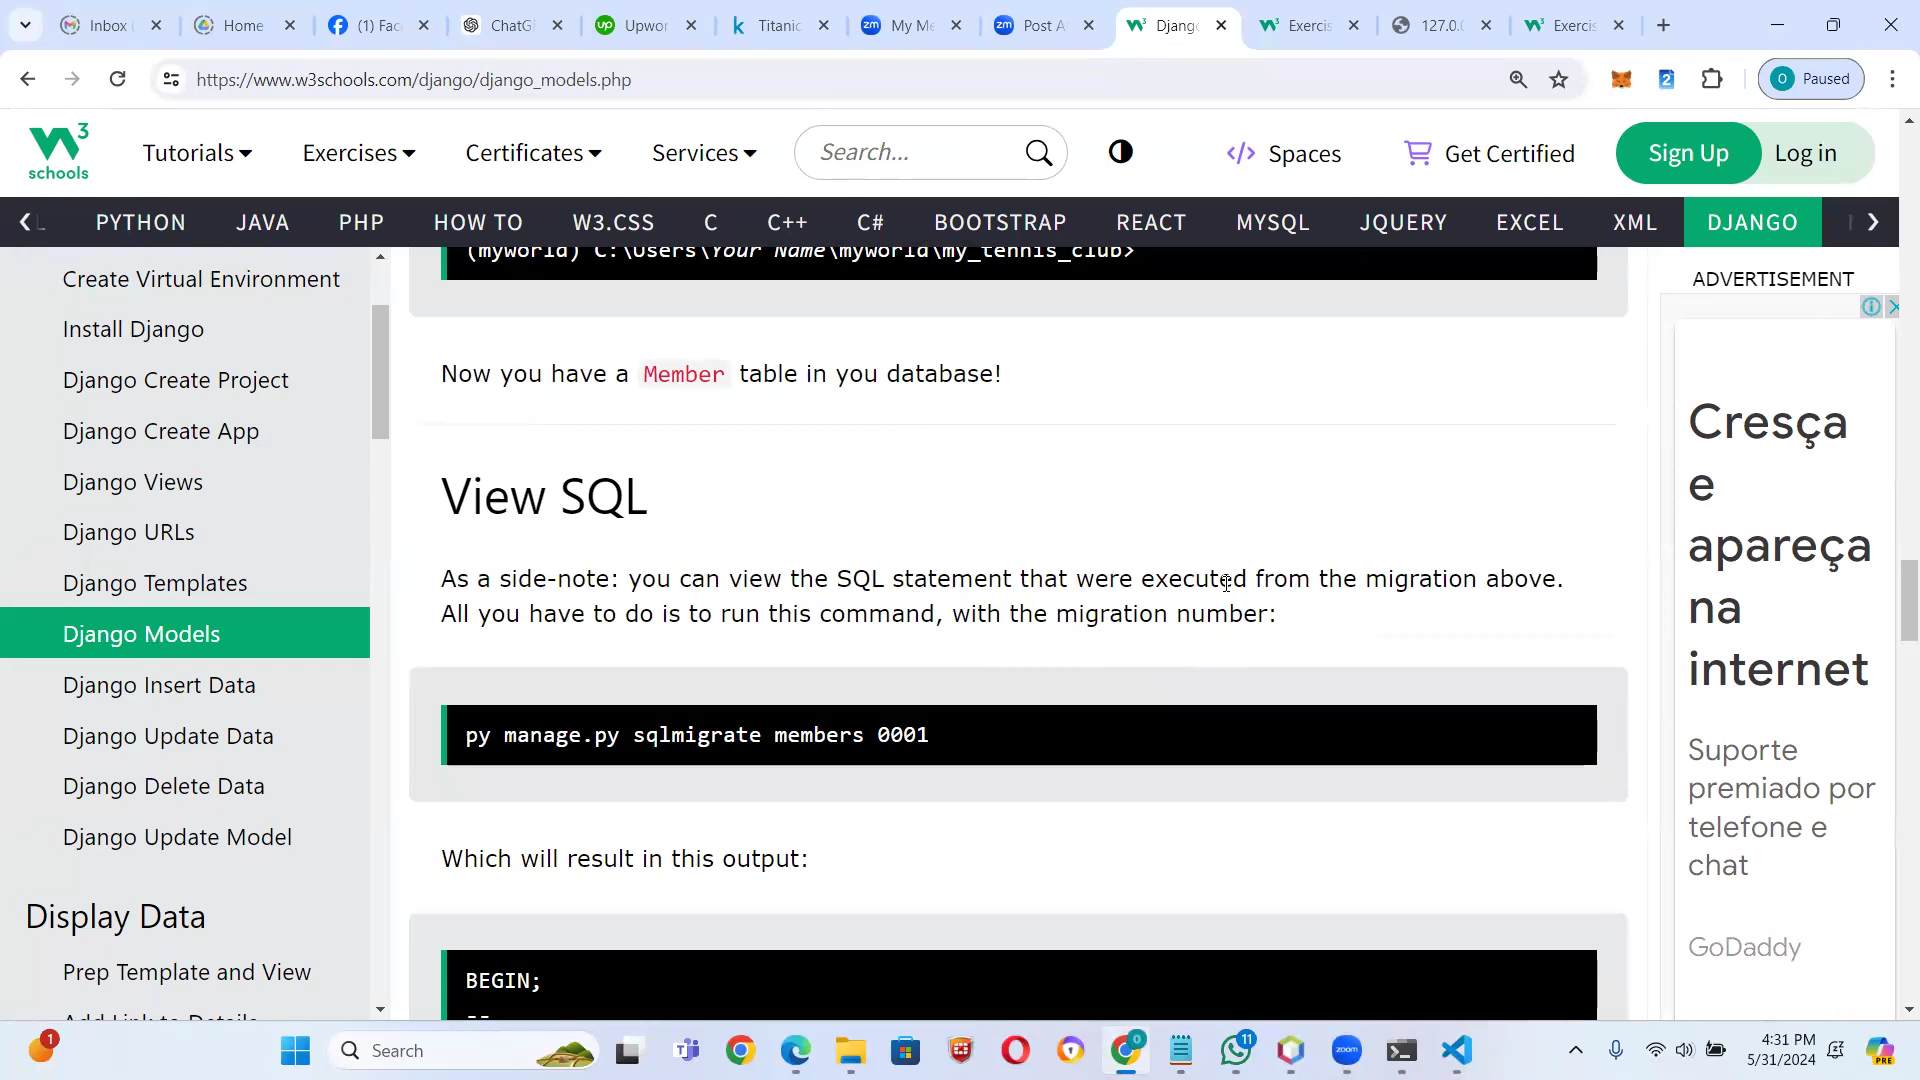 Inbox
Home
(1) Fac
ChatG
Upwor
Titanic
My Me
Post A
Django
Exercis
127.0.0
Exercis
https://www.w3schools.com/django/django_models.php
Paused
schools
Tutorials
Exercises
Certificates
Services
Search...
Spaces
Get Certified
Sign Up
Log in
PYTHON
JAVA
PHP
HOW TO
W3.CSS
C
C++
C#
BOOTSTRAP
REACT
MYSQL
JQUERY
EXCEL
XML
DJANGO
Create Virtual Environment
Install Django
Django Create Project
Django Create App
Django Views
Django URLs
Django Templates
Django Models
Django Insert Data
Django Update Data
Django Delete Data
Django Update Model
Display Data
Prep Template and View
Add Link to Details
(myworld) C:\Users\Your Name\myworld\my_tennis_club>
Now you have a Member table in you database!
View SQL
As a side-note: you can view the SQL statement that were executed from the migration above.
All you have to do is to run this command, with the migration number:
py manage.py sqlmigrate members 0001
Which will result in this output:
BEGIN;
--
ADVERTISEMENT
Cresça
e
apareça
na
internet
Suporte
premiado por
telefone e
chat
GoDaddy
Search
4:31 PM
5/31/2024